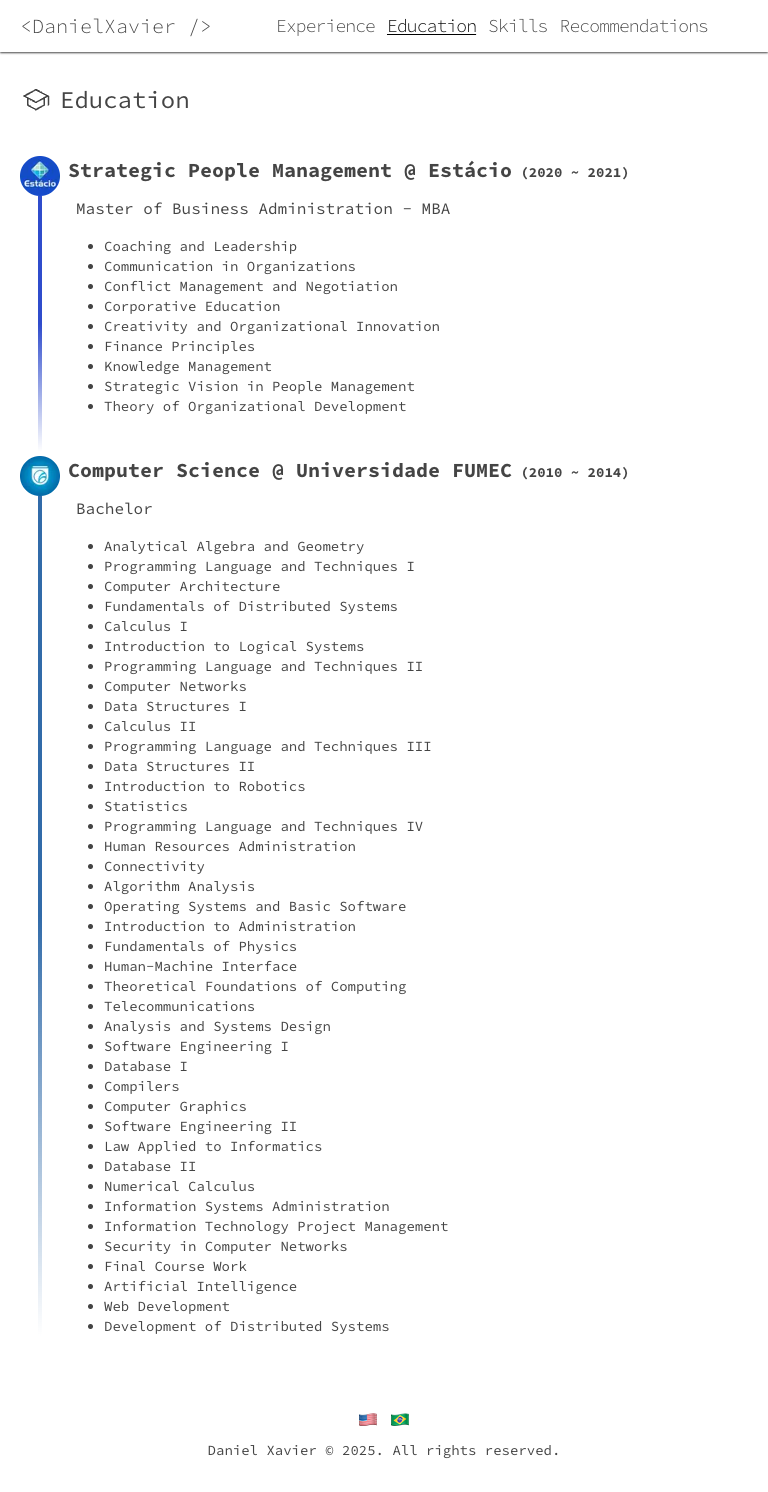 <DanielXavier />
Experience Education Skills Recommendations
Education
Estácio
Strategic People Management @ Estácio (2020 ~ 2021)
Master of Business Administration - MBA
Coaching and Leadership
Communication in Organizations
Conflict Management and Negotiation
Corporative Education
Creativity and Organizational Innovation
Finance Principles
Knowledge Management
Strategic Vision in People Management
Theory of Organizational Development
Computer Science @ Universidade FUMEC (2010 ~ 2014)
Bachelor
Analytical Algebra and Geometry
Programming Language and Techniques I
Computer Architecture
Fundamentals of Distributed Systems
Calculus I
Introduction to Logical Systems
Programming Language and Techniques II
Computer Networks
Data Structures I
Calculus II
Programming Language and Techniques III
Data Structures II
Introduction to Robotics
Statistics
Programming Language and Techniques IV
Human Resources Administration
Connectivity
Algorithm Analysis
Operating Systems and Basic Software
Introduction to Administration
Fundamentals of Physics
Human-Machine Interface
Theoretical Foundations of Computing
Telecommunications
Analysis and Systems Design
Software Engineering I
Database I
Compilers
Computer Graphics
Software Engineering II
Law Applied to Informatics
Database II
Numerical Calculus
Information Systems Administration
Information Technology Project Management
Security in Computer Networks
Final Course Work
Artificial Intelligence
Web Development
Development of Distributed Systems
Daniel Xavier © 2025. All rights reserved.